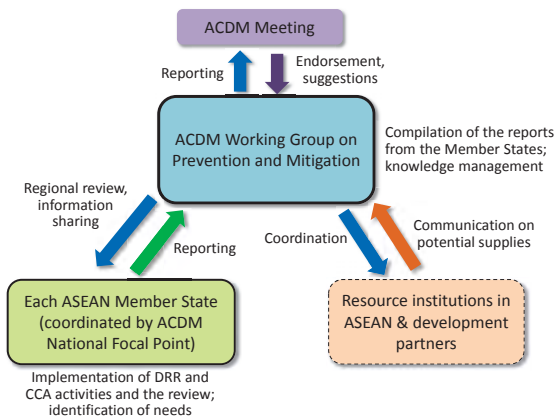 ACDM Meeting
Reporting
Endorsement,
suggestions
ACDM Working Group on
Prevention and Mitigation
Compilation of the reports
from the Member States;
knowledge management
Regional review,
information
sharing
Reporting
Coordination
Communication on
potential supplies
Each ASEAN Member State
(coordinated by ACDM
National Focal Point)
Resource institutions in
ASEAN & development
partners
Implementation of DRR and
CCA activities and the review;
identification of needs